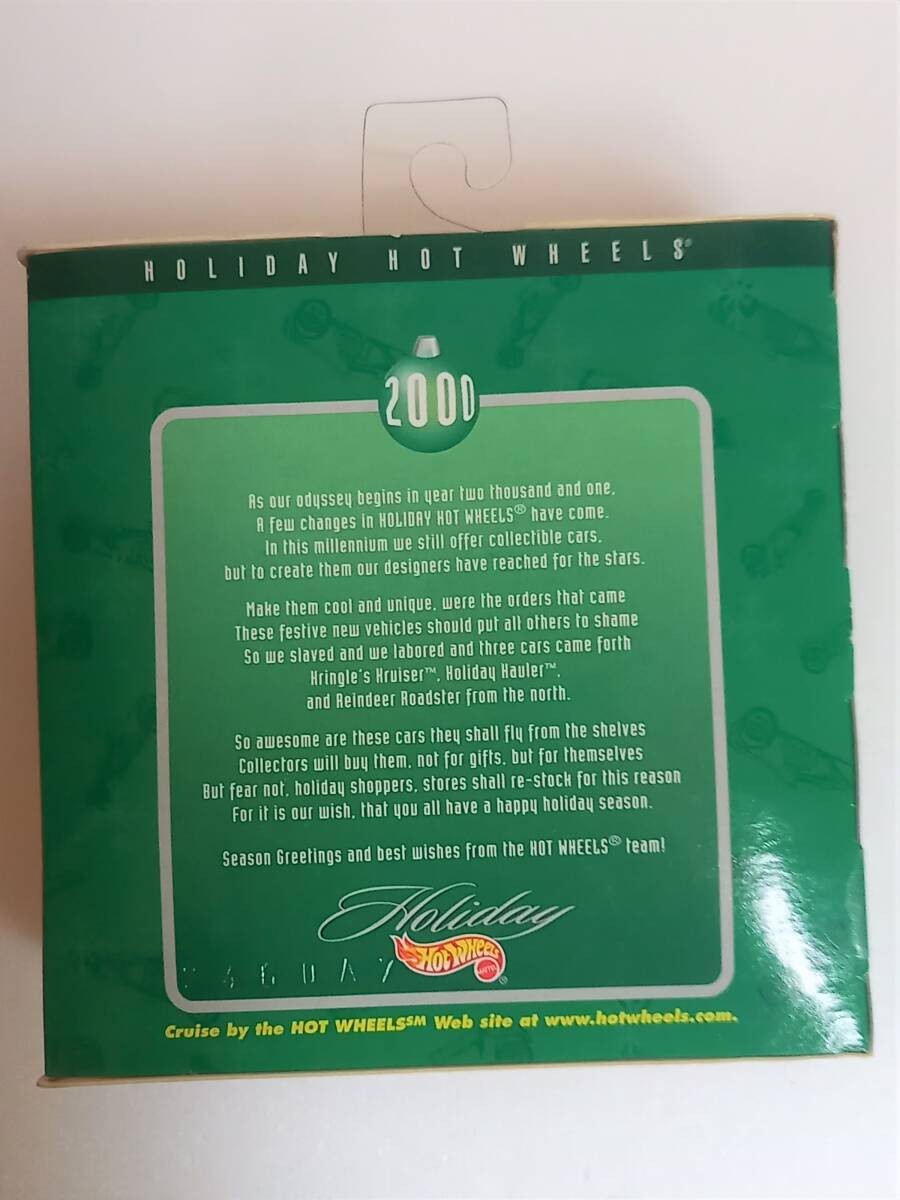 HOLIDAY HOT WHEELS®
2000
As our odyssey begins in year two thousand and one,
A few changes in HOLIDAY HOT WHEELS® have come.
In this millennium we still offer collectible cars,
but to create them our designers have reached for the stars.
Make them cool and unique, were the orders that came
These festive new vehicles should put all others to shame
So we slaved and we labored and three cars came forth
Kringle's Kruiser™, Holiday Hauler™,
and Reindeer Roadster from the north.
So awesome are these cars they shall fly from the shelves
Collectors will buy them, not for gifts, but for themselves
But fear not, holiday shoppers, stores shall re-stock for this reason
For it is our wish, that you all have a happy holiday season.
Season Greetings and best wishes from the HOT WHEELS® team!
Holiday
HOT WHEELS
MATTEL
®
Cruise by the HOT WHEELS℠ Web site at www.hotwheels.com.